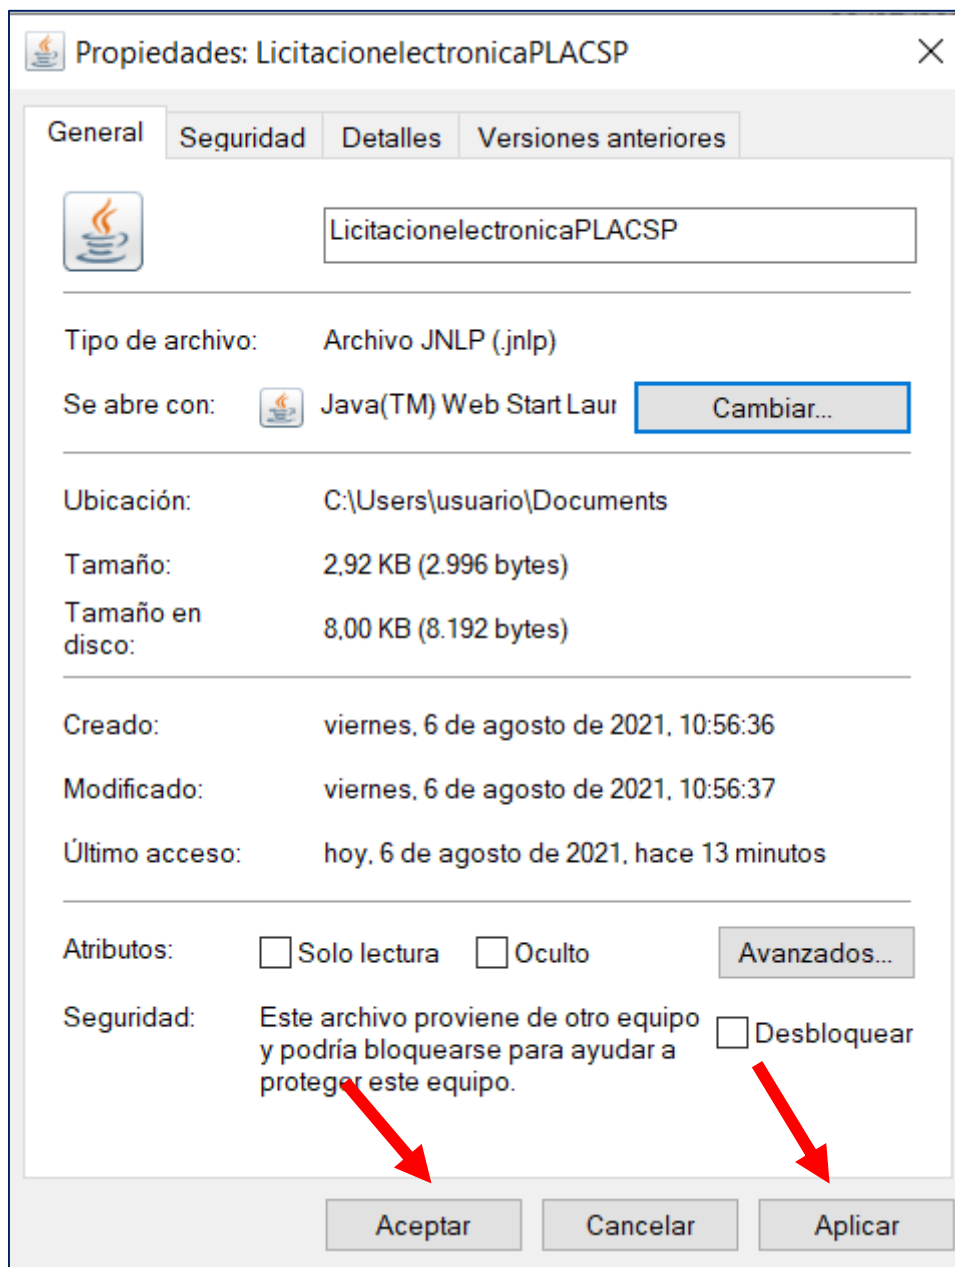 Propiedades: LicitacionelectronicaPLACSP
General
Seguridad
Detalles
Versiones anteriores
LicitacionelectronicaPLACSP
Tipo de archivo:
Archivo JNLP (.jnlp)
Se abre con:
Java(TM) Web Start Laur
Cambiar...
Ubicación:
C:\Users\usuario\Documents
Tamaño:
2,92 KB (2.996 bytes)
Tamaño en
disco:
8,00 KB (8.192 bytes)
Creado:
viernes, 6 de agosto de 2021, 10:56:36
Modificado:
viernes, 6 de agosto de 2021, 10:56:37
Último acceso:
hoy, 6 de agosto de 2021, hace 13 minutos
Atributos:
Solo lectura
Oculto
Avanzados...
Seguridad:
Este archivo proviene de otro equipo
y podría bloquearse para ayudar a
proteger este equipo.
Desbloquear
Aceptar
Cancelar
Aplicar